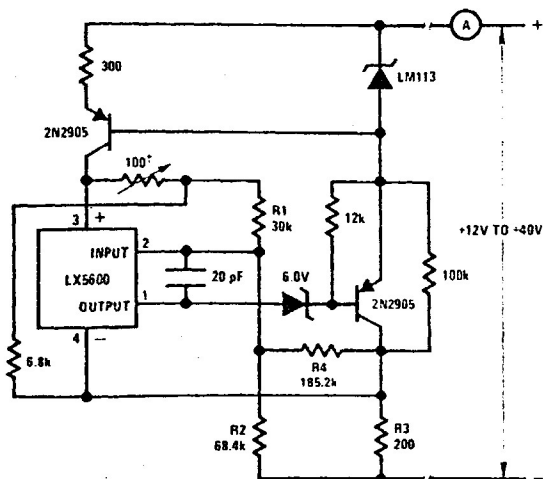 A
+
300
LM113
2N2905
100†
3
+
R1
30k
12k
+12V TO +40V
INPUT
2
LX5600
20 pF
6.0V
100k
OUTPUT
1
2N2905
4
−
6.8k
R4
185.2k
R2
68.4k
R3
200
−